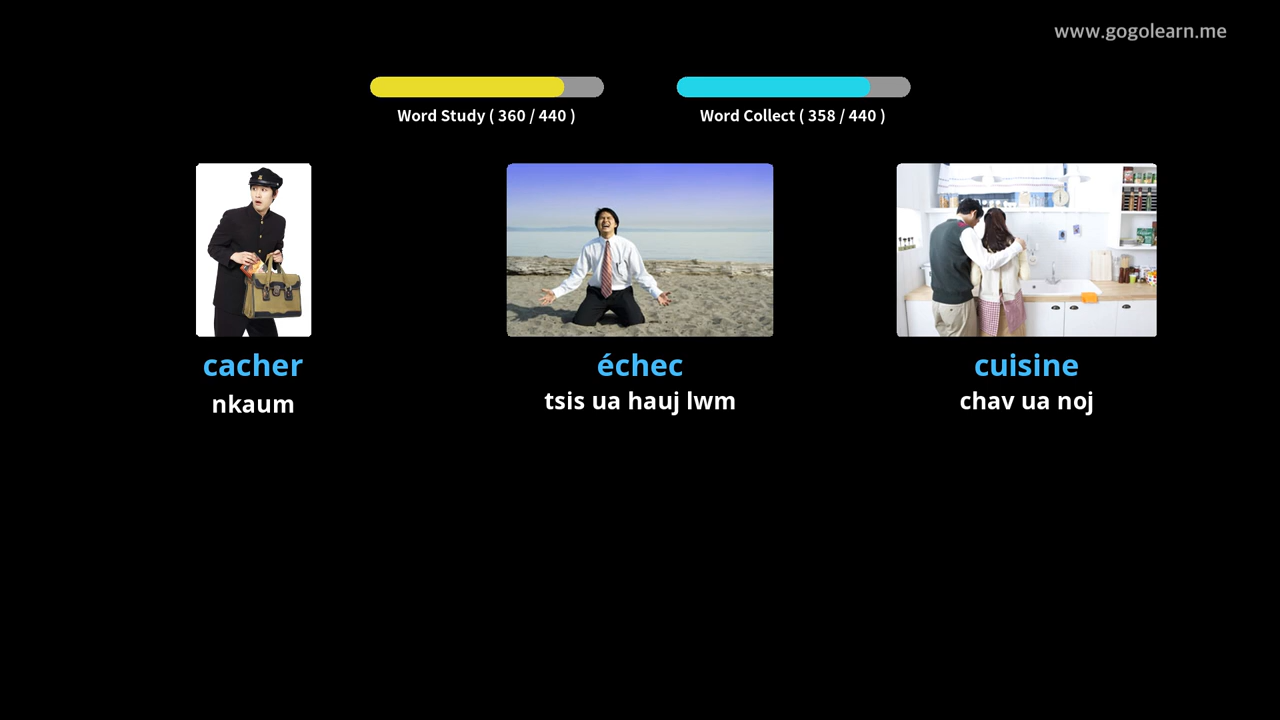 www.gogolearn.me
Word Study ( 360 / 440 )
Word Collect ( 358 / 440 )
cacher
nkaum
échec
tsis ua hauj lwm
cuisine
chav ua noj